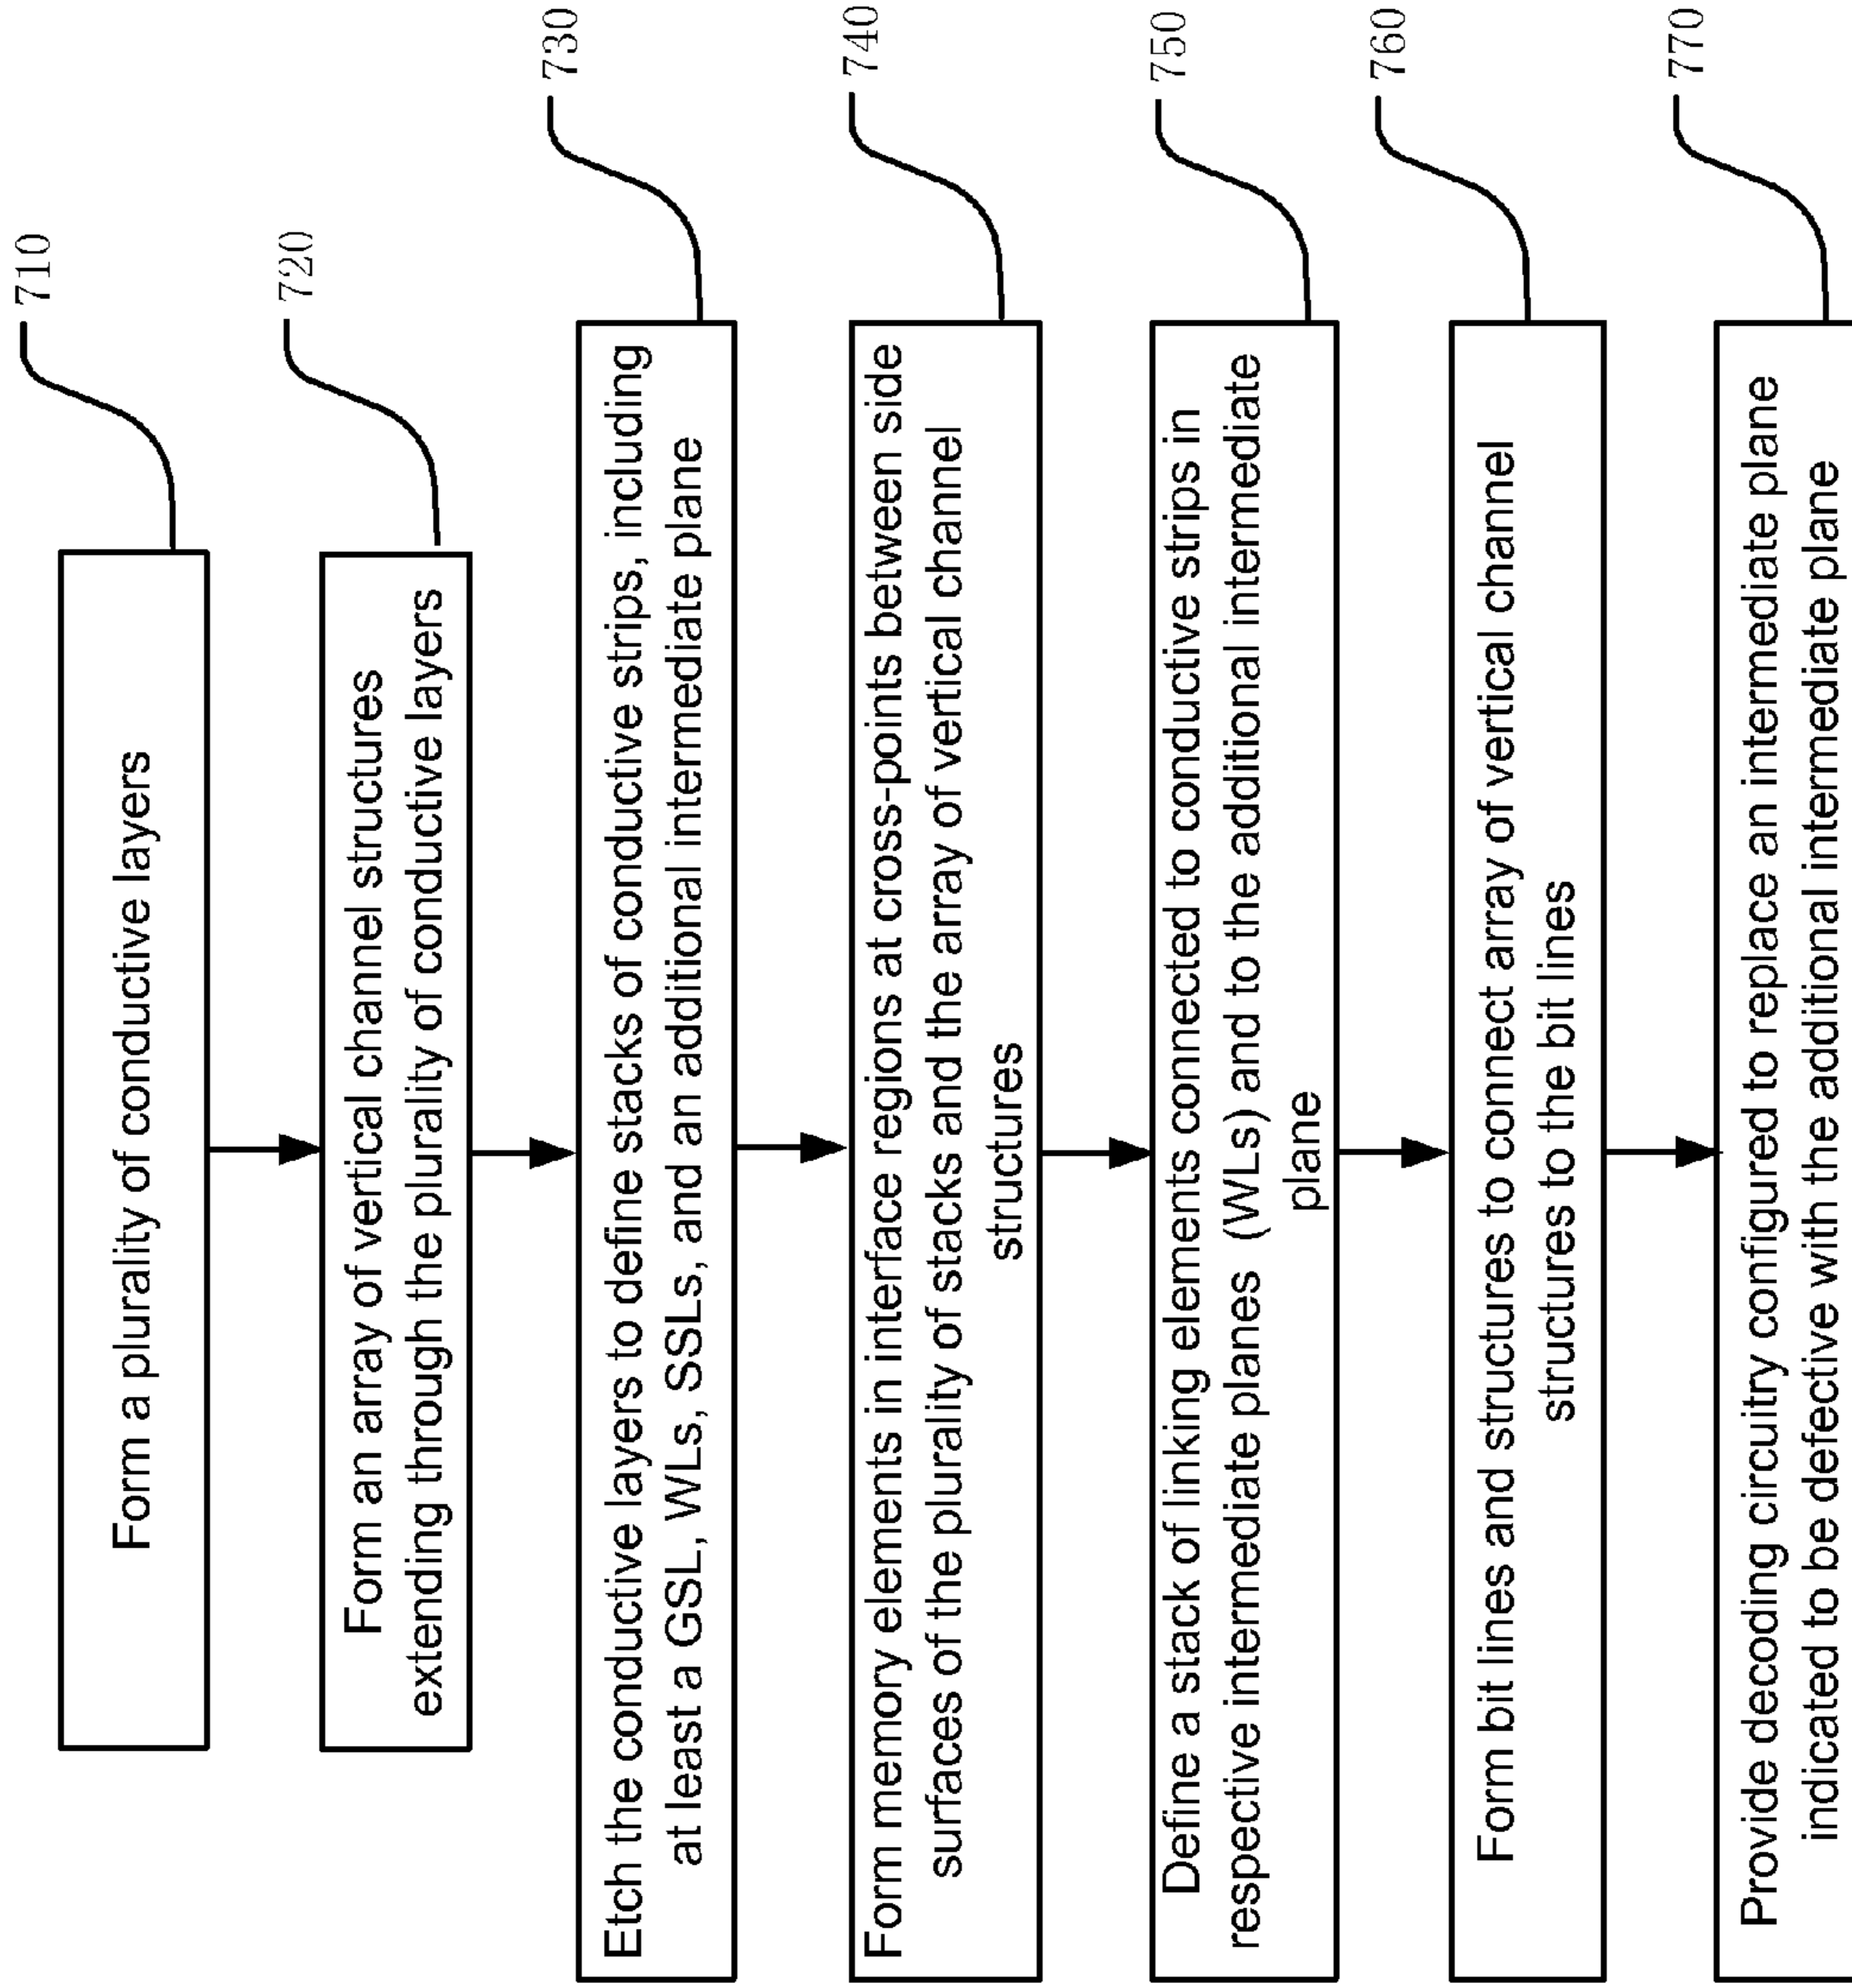 710
Form a plurality of conductive layers
720
Form an array of vertical channel structures
extending through the plurality of conductive layers
730
Etch the conductive layers to define stacks of conductive strips, including
at least a GSL, WLs, SSLs, and an additional intermediate plane
740
Form memory elements in interface regions at cross-points between side
surfaces of the plurality of stacks and the array of vertical channel
structures
750
Define a stack of linking elements connected to conductive strips in
respective intermediate planes (WLs) and to the additional intermediate
plane
760
Form bit lines and structures to connect array of vertical channel
structures to the bit lines
770
Provide decoding circuitry configured to replace an intermediate plane
indicated to be defective with the additional intermediate plane